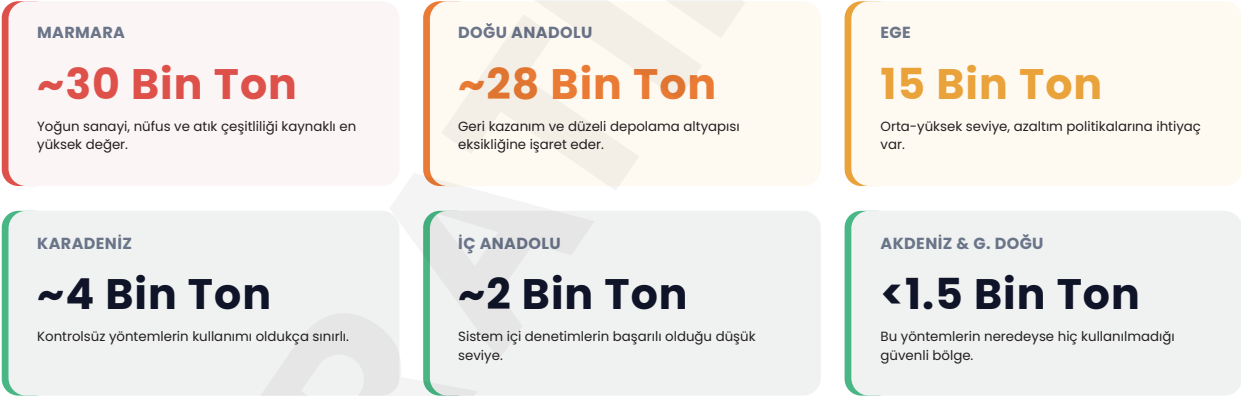 MARMARA
~30 Bin Ton
Yoğun sanayi, nüfus ve atık çeşitliliği kaynaklı en
yüksek değer.
DOĞU ANADOLU
~28 Bin Ton
Geri kazanım ve düzeli depolama altyapısı
eksikliğine işaret eder.
EGE
15 Bin Ton
Orta-yüksek seviye, azaltım politikalarına ihtiyaç
var.
KARADENİZ
~4 Bin Ton
Kontrolsüz yöntemlerin kullanımı oldukça sınırlı.
İÇ ANADOLU
~2 Bin Ton
Sistem içi denetimlerin başarılı olduğu düşük
seviye.
AKDENİZ & G. DOĞU
<1.5 Bin Ton
Bu yöntemlerin neredeyse hiç kullanılmadığı
güvenli bölge.